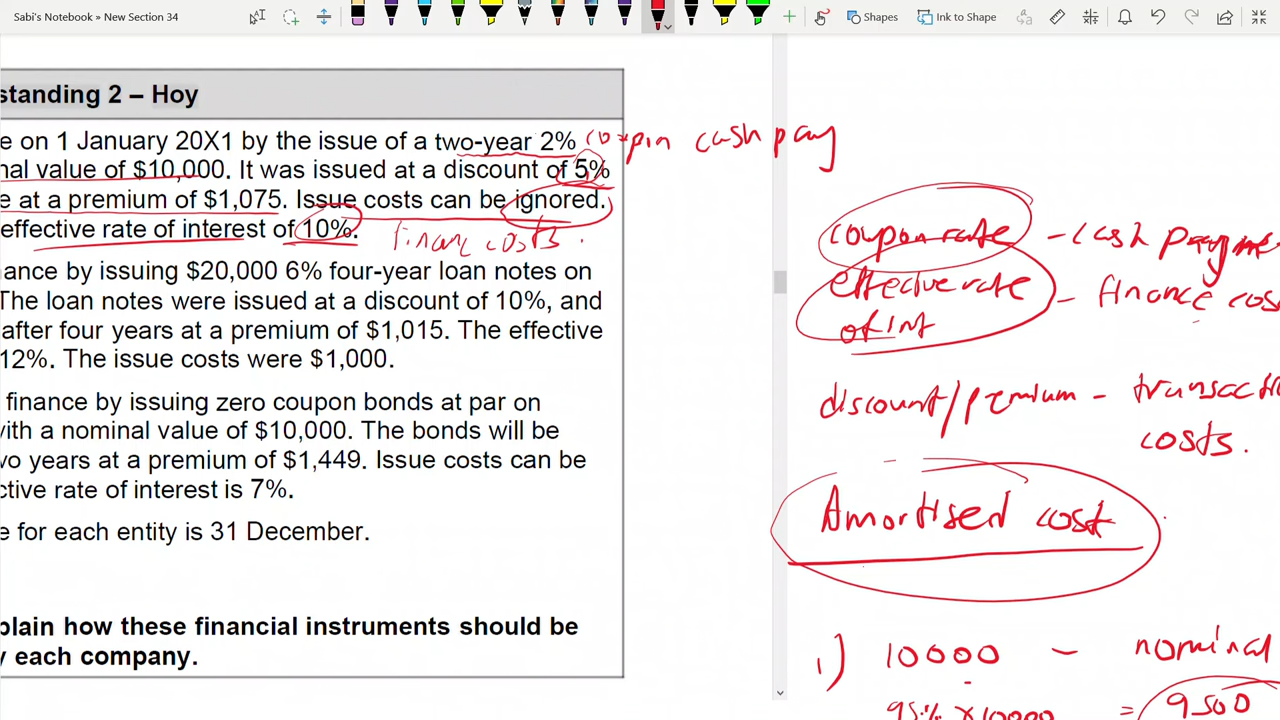 Sabi's Notebook » New Section 34
Shapes
Ink to Shape
standing 2 – Hoy
e on 1 January 20X1 by the issue of a two-year 2% coupin cash pay
nal value of $10,000. It was issued at a discount of 5%
e at a premium of $1,075. Issue costs can be ignored.
effective rate of interest of 10%. financ costs.
ance by issuing $20,000 6% four-year loan notes on
The loan notes were issued at a discount of 10%, and
after four years at a premium of $1,015. The effective
12%. The issue costs were $1,000.
finance by issuing zero coupon bonds at par on
vith a nominal value of $10,000. The bonds will be
vo years at a premium of $1,449. Issue costs can be
ctive rate of interest is 7%.
e for each entity is 31 December.
plain how these financial instruments should be
y each company.
coupon rate – cash payme
effective rate – finance cos
of int
discount/premium – transactio
costs.
Amortised cost
1) 10000 – nominal
95% x 10000 = 9500